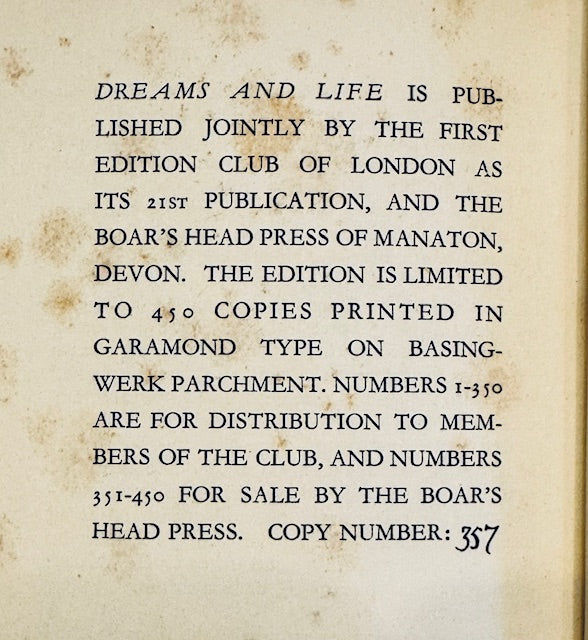 DREAMS AND LIFE IS PUB-
LISHED JOINTLY BY THE FIRST
EDITION CLUB OF LONDON AS
ITS 21ST PUBLICATION, AND THE
BOAR'S HEAD PRESS OF MANATON,
DEVON. THE EDITION IS LIMITED
TO 450 COPIES PRINTED IN
GARAMOND TYPE ON BASING-
WERK PARCHMENT. NUMBERS 1-350
ARE FOR DISTRIBUTION TO MEM-
BERS OF THE CLUB, AND NUMBERS
351-450 FOR SALE BY THE BOAR'S
HEAD PRESS. COPY NUMBER: 357